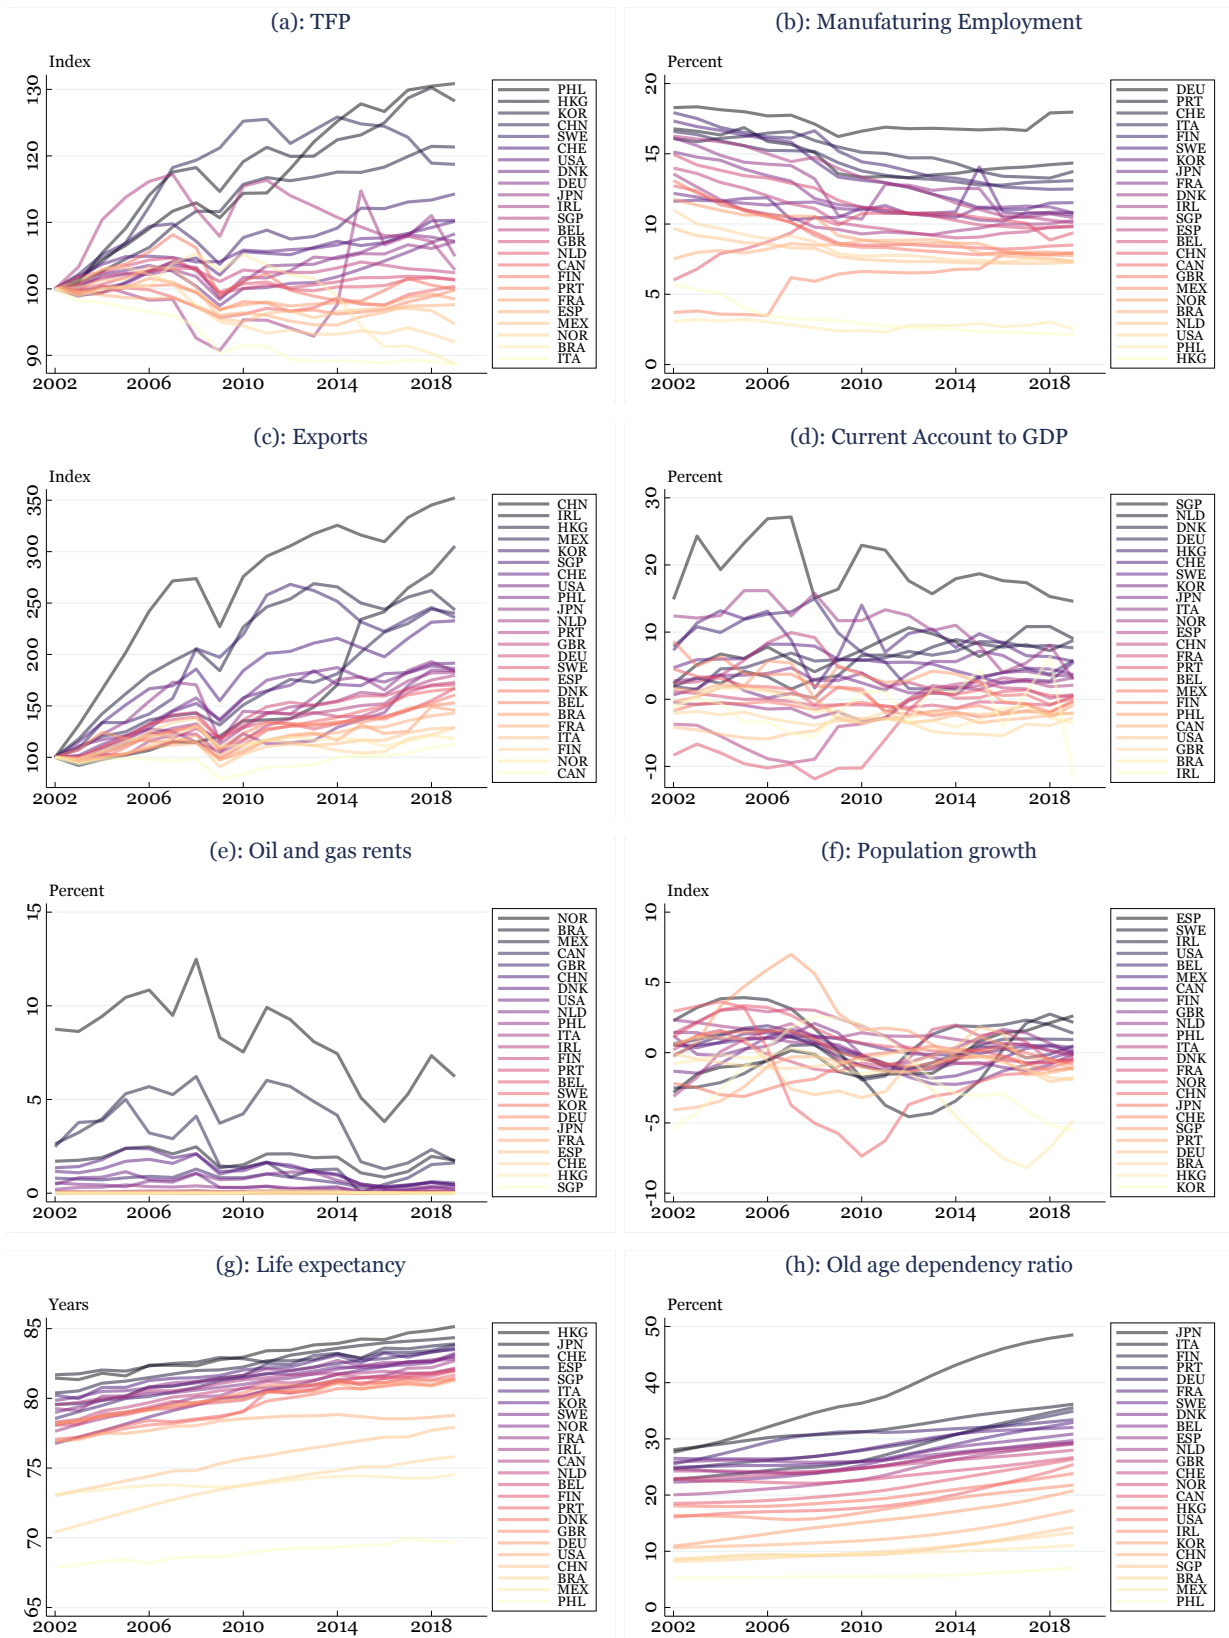 (a): TFP
Index
130
120
110
100
90
2002 2006 2010 2014 2018
PHL
HKG
KOR
CHN
SWE
CHE
USA
DNK
DEU
JPN
IRL
SGP
BEL
GBR
NLD
CAN
FIN
PRT
FRA
ESP
MEX
NOR
BRA
ITA
(b): Manufaturing Employment
Percent
20
15
10
5
0
2002 2006 2010 2014 2018
DEU
PRT
CHE
ITA
FIN
SWE
KOR
JPN
FRA
DNK
IRL
SGP
ESP
BEL
CHN
CAN
GBR
MEX
NOR
BRA
NLD
USA
PHL
HKG
(c): Exports
Index
350
300
250
200
150
100
2002 2006 2010 2014 2018
CHN
IRL
HKG
MEX
KOR
SGP
CHE
USA
PHL
JPN
NLD
PRT
GBR
DEU
SWE
ESP
DNK
BEL
BRA
FRA
ITA
FIN
NOR
CAN
(d): Current Account to GDP
Percent
30
20
10
0
-10
2002 2006 2010 2014 2018
SGP
NLD
DNK
DEU
HKG
CHE
SWE
KOR
JPN
ITA
NOR
ESP
CHN
FRA
PRT
BEL
MEX
FIN
PHL
CAN
USA
GBR
BRA
IRL
(e): Oil and gas rents
Percent
15
10
5
0
2002 2006 2010 2014 2018
NOR
BRA
MEX
CAN
GBR
CHN
DNK
USA
NLD
PHL
ITA
IRL
FIN
PRT
BEL
SWE
KOR
DEU
JPN
FRA
ESP
CHE
HKG
SGP
(f): Population growth
Index
10
5
0
-5
-10
2002 2006 2010 2014 2018
ESP
SWE
IRL
USA
BEL
MEX
CAN
FIN
GBR
NLD
PHL
ITA
DNK
FRA
NOR
CHN
JPN
CHE
SGP
PRT
DEU
BRA
HKG
KOR
(g): Life expectancy
Years
85
80
75
70
65
2002 2006 2010 2014 2018
HKG
JPN
CHE
ESP
SGP
ITA
KOR
SWE
NOR
FRA
IRL
CAN
NLD
BEL
FIN
PRT
DNK
GBR
DEU
USA
CHN
BRA
MEX
PHL
(h): Old age dependency ratio
Percent
50
40
30
20
10
0
2002 2006 2010 2014 2018
JPN
ITA
FIN
PRT
DEU
FRA
SWE
DNK
BEL
ESP
NLD
GBR
CHE
NOR
CAN
HKG
USA
IRL
KOR
CHN
SGP
BRA
MEX
PHL